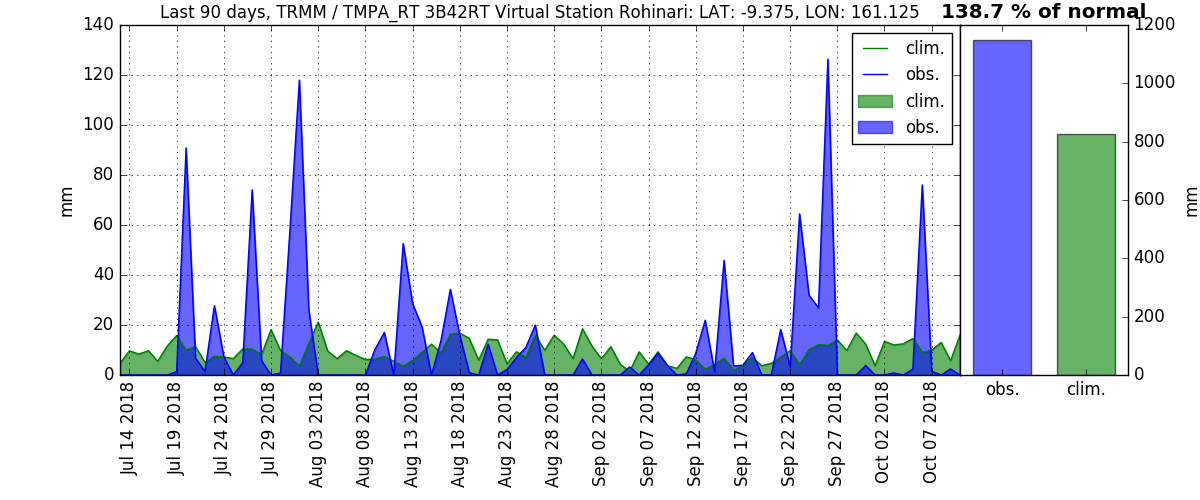 Last 90 days, TRMM / TMPA_RT 3B42RT Virtual Station Rohinari: LAT: -9.375, LON: 161.125
138.7 % of normal
140
120
100
80
60
40
20
0
mm
clim.
obs.
clim.
obs.
1200
1000
800
600
400
200
0
mm
Jul 14 2018
Jul 19 2018
Jul 24 2018
Jul 29 2018
Aug 03 2018
Aug 08 2018
Aug 13 2018
Aug 18 2018
Aug 23 2018
Aug 28 2018
Sep 02 2018
Sep 07 2018
Sep 12 2018
Sep 17 2018
Sep 22 2018
Sep 27 2018
Oct 02 2018
Oct 07 2018
obs.
clim.